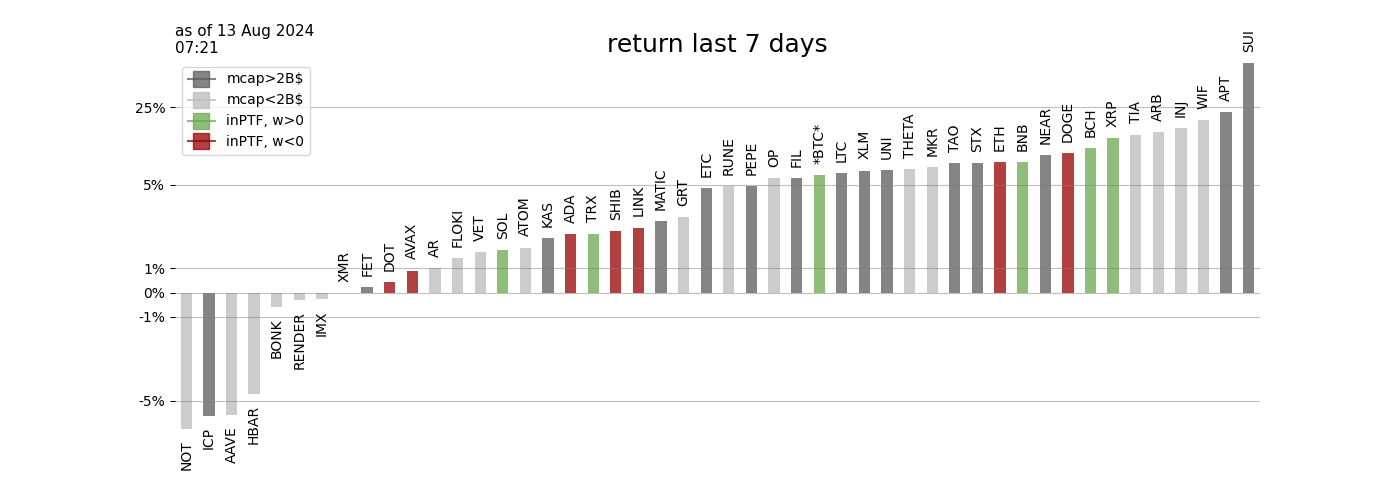 as of 13 Aug 2024
07:21
return last 7 days
mcap>2B$
mcap<2B$
inPTF, w>0
inPTF, w<0
25%
5%
1%
0%
-1%
-5%
NOT
ICP
AAVE
HBAR
BONK
RENDER
IMX
XMR
FET
DOT
AVAX
AR
FLOKI
VET
SOL
ATOM
KAS
ADA
TRX
SHIB
LINK
MATIC
GRT
ETC
RUNE
PEPE
OP
FIL
*BTC*
LTC
XLM
UNI
THETA
MKR
TAO
STX
ETH
BNB
NEAR
DOGE
BCH
XRP
TIA
ARB
INJ
WIF
APT
SUI